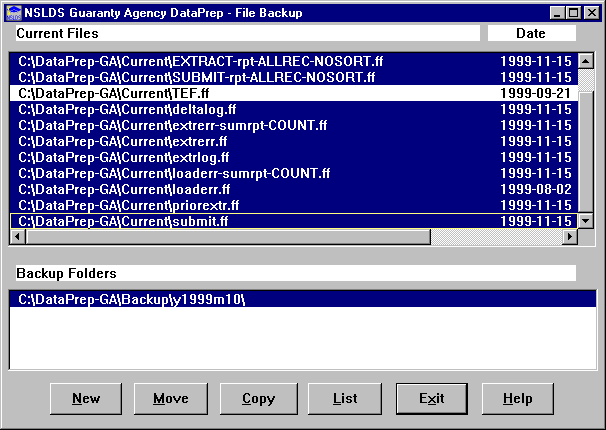 NSLDS Guaranty Agency DataPrep - File Backup
Current Files Date
C:\DataPrep-GA\Current\EXTRACT-rpt-ALLREC-NOSORT.ff 1999-11-15
C:\DataPrep-GA\Current\SUBMIT-rpt-ALLREC-NOSORT.ff 1999-11-15
C:\DataPrep-GA\Current\TEF.ff 1999-09-21
C:\DataPrep-GA\Current\deltalog.ff 1999-11-15
C:\DataPrep-GA\Current\extrerr-sumrpt-COUNT.ff 1999-11-15
C:\DataPrep-GA\Current\extrerr.ff 1999-11-15
C:\DataPrep-GA\Current\extrlog.ff 1999-11-15
C:\DataPrep-GA\Current\loaderr-sumrpt-COUNT.ff 1999-11-15
C:\DataPrep-GA\Current\loaderr.ff 1999-08-02
C:\DataPrep-GA\Current\priorextr.ff 1999-11-15
C:\DataPrep-GA\Current\submit.ff 1999-11-15
Backup Folders
C:\DataPrep-GA\Backup\y1999m10\
New Move Copy List Exit Help